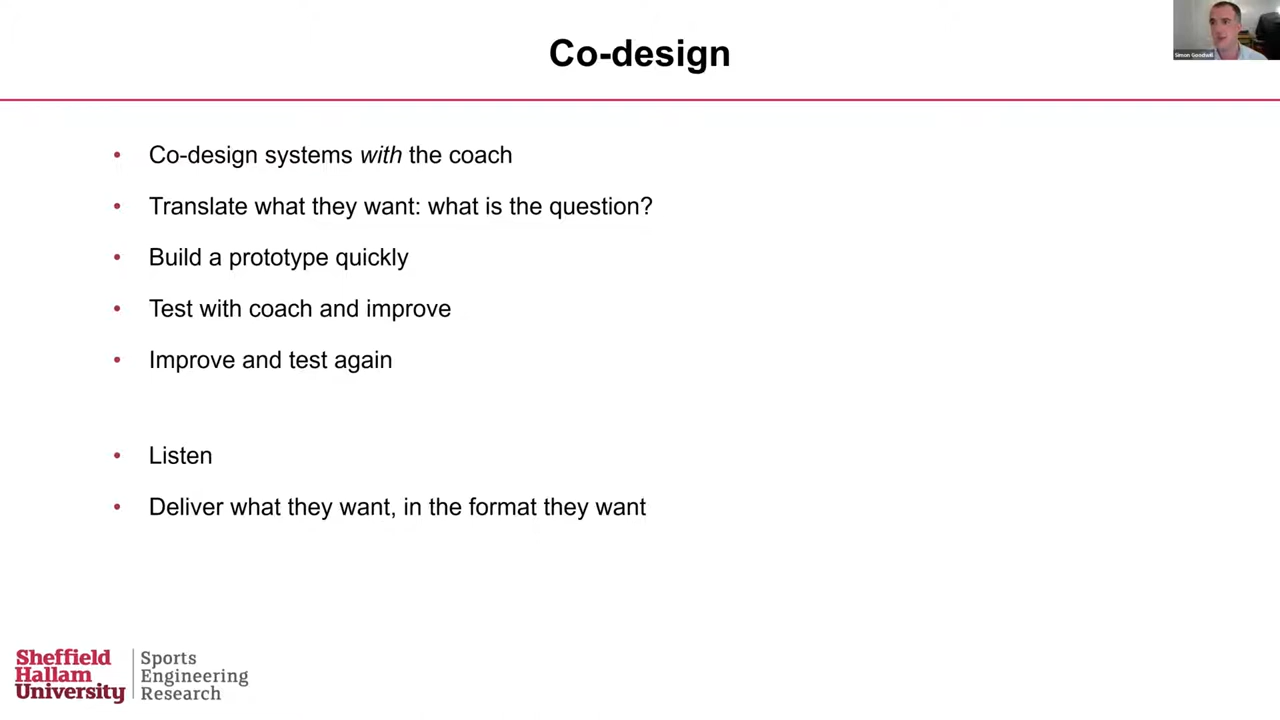 Co-design
Simon Goodwill
• Co-design systems with the coach
• Translate what they want: what is the question?
• Build a prototype quickly
• Test with coach and improve
• Improve and test again
• Listen
• Deliver what they want, in the format they want
Sheffield
Hallam
University
Sports
Engineering
Research